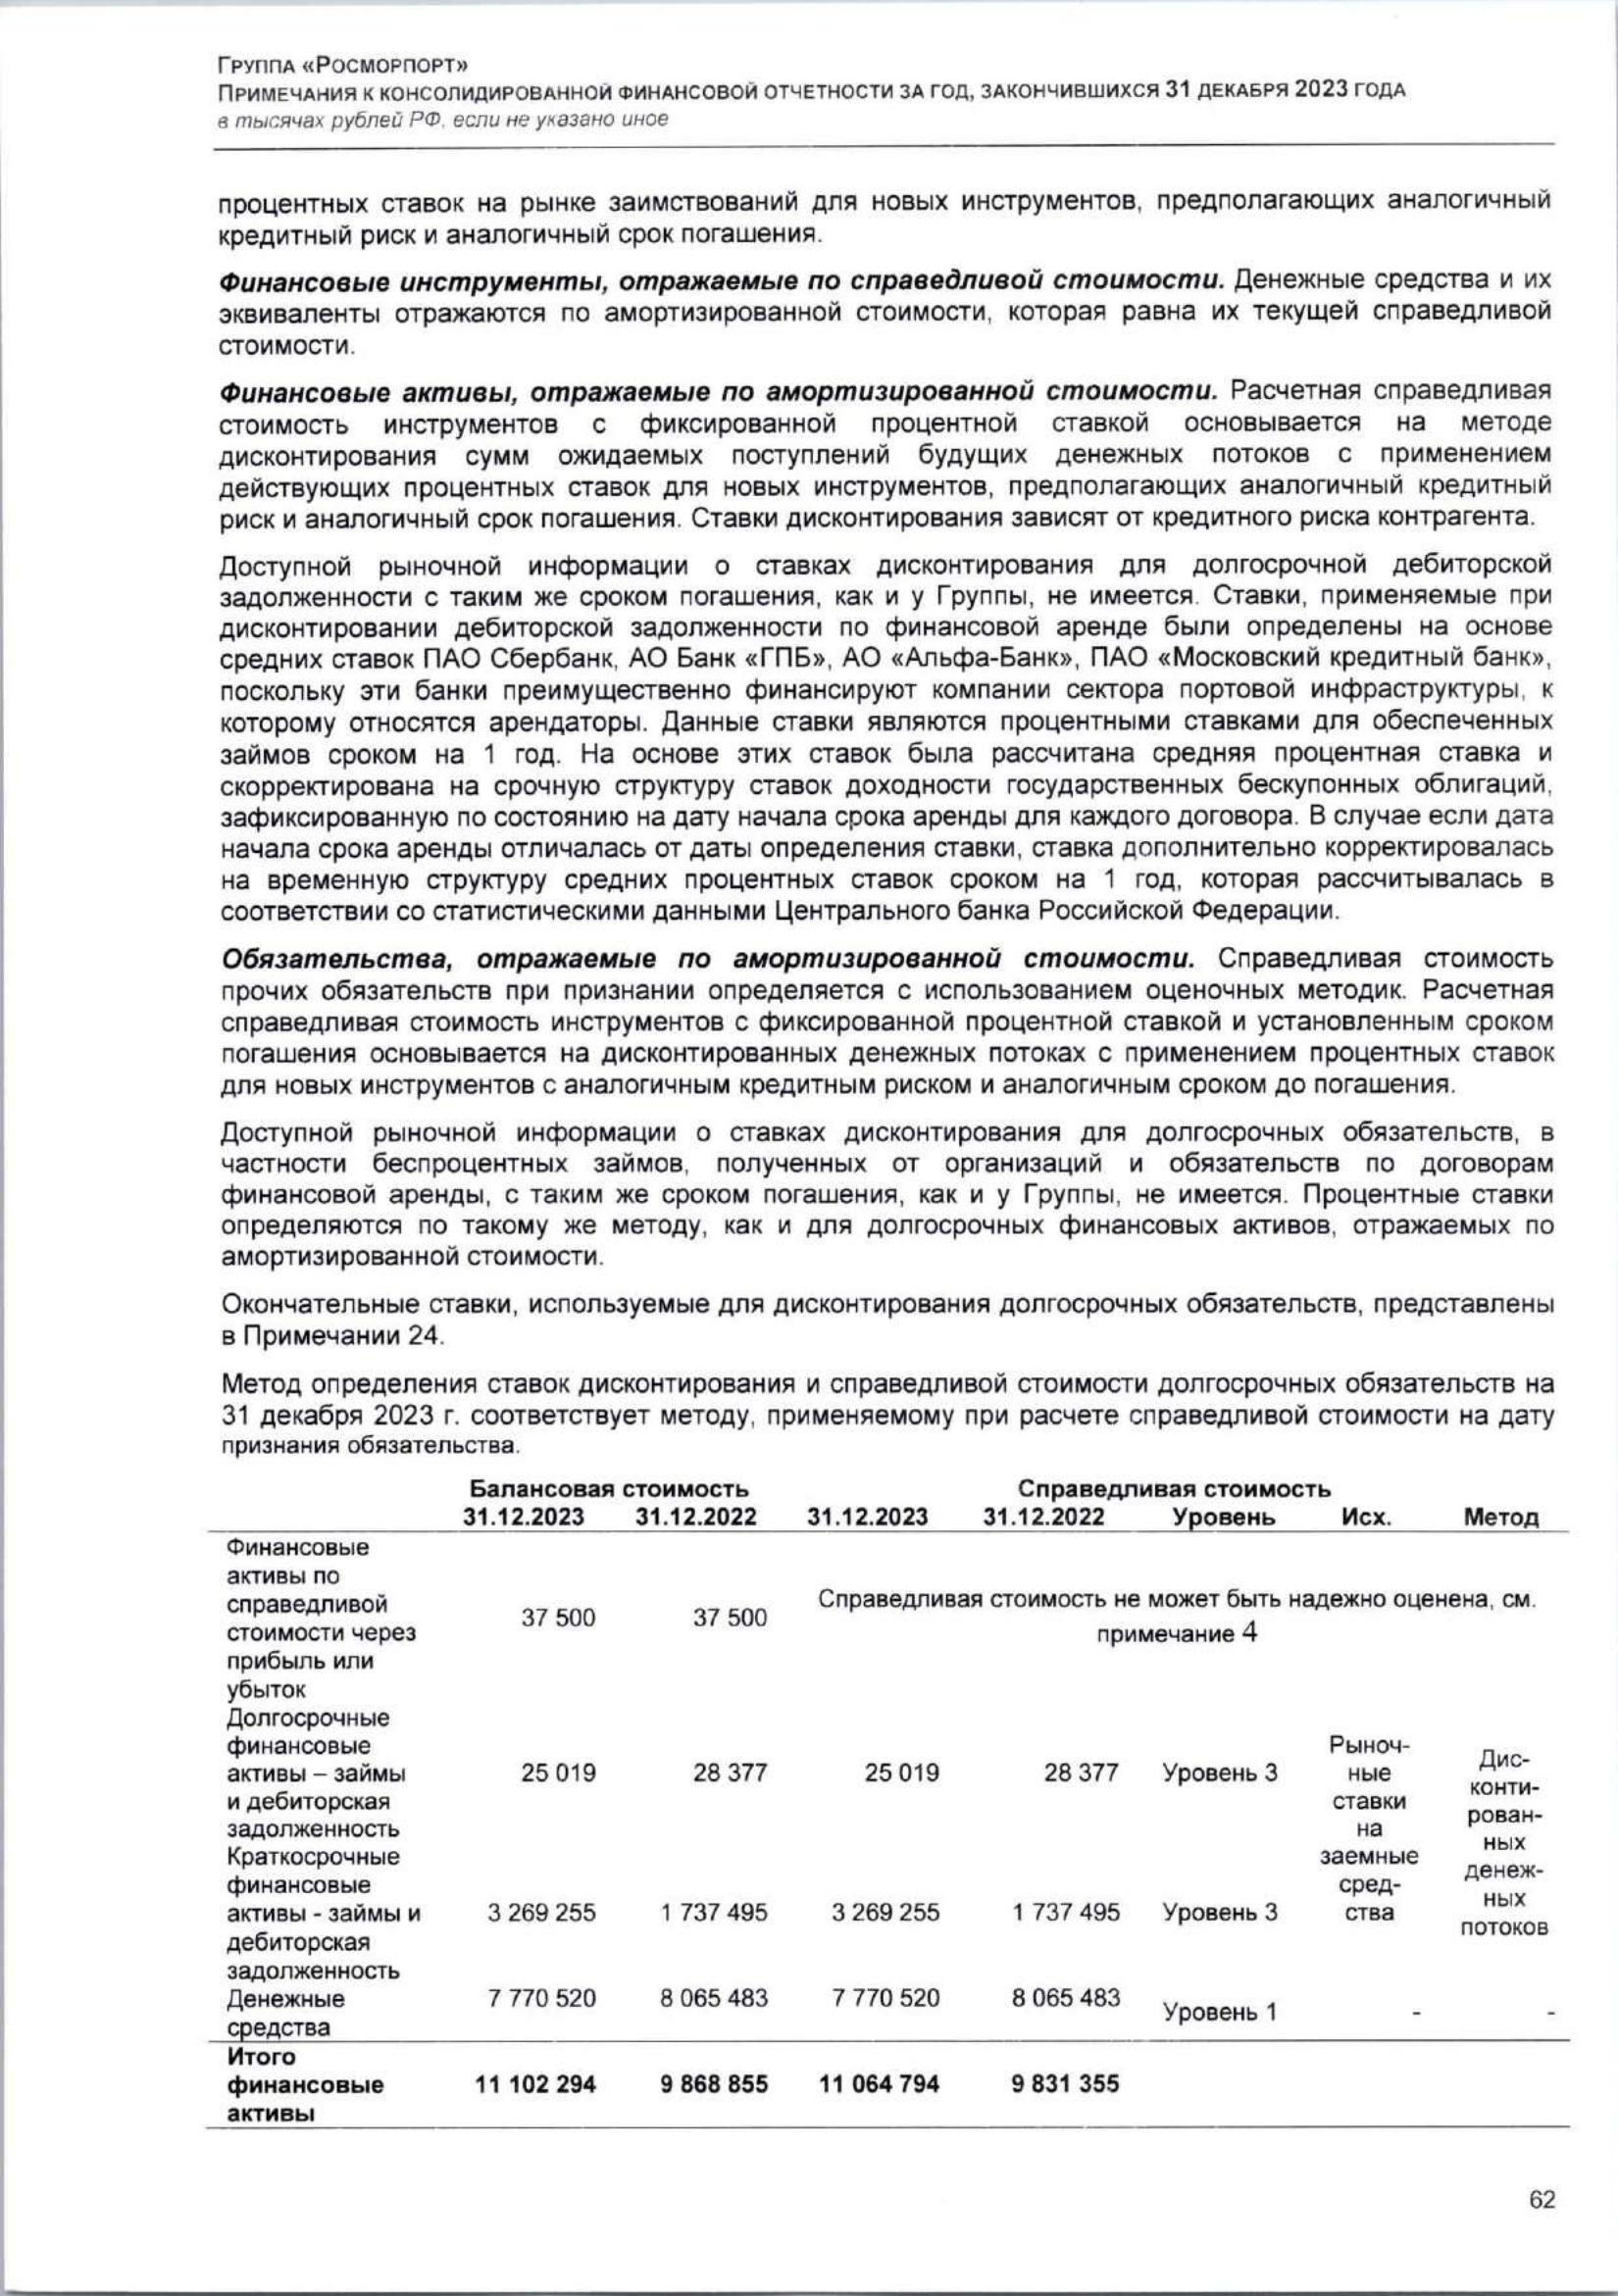 ГРУППА «РОСМОРПОРТ»
ПРИМЕЧАНИЯ К КОНСОЛИДИРОВАННОЙ ФИНАНСОВОЙ ОТЧЕТНОСТИ ЗА ГОД, ЗАКОНЧИВШИХСЯ 31 ДЕКАБРЯ 2023 ГОДА
в тысячах рублей РФ, если не указано иное
процентных ставок на рынке заимствований для новых инструментов, предполагающих аналогичный
кредитный риск и аналогичный срок погашения.
Финансовые инструменты, отражаемые по справедливой стоимости. Денежные средства и их
эквиваленты отражаются по амортизированной стоимости, которая равна их текущей справедливой
стоимости.
Финансовые активы, отражаемые по амортизированной стоимости. Расчетная справедливая
стоимость инструментов с фиксированной процентной ставкой основывается на методе
дисконтирования сумм ожидаемых поступлений будущих денежных потоков с применением
действующих процентных ставок для новых инструментов, предполагающих аналогичный кредитный
риск и аналогичный срок погашения. Ставки дисконтирования зависят от кредитного риска контрагента.
Доступной рыночной информации о ставках дисконтирования для долгосрочной дебиторской
задолженности с таким же сроком погашения, как и у Группы, не имеется. Ставки, применяемые при
дисконтировании дебиторской задолженности по финансовой аренде были определены на основе
средних ставок ПАО Сбербанк, АО Банк «ГПБ», АО «Альфа-Банк», ПАО «Московский кредитный банк»,
поскольку эти банки преимущественно финансируют компании сектора портовой инфраструктуры, к
которому относятся арендаторы. Данные ставки являются процентными ставками для обеспеченных
займов сроком на 1 год. На основе этих ставок была рассчитана средняя процентная ставка и
скорректирована на срочную структуру ставок доходности государственных бескупонных облигаций,
зафиксированную по состоянию на дату начала срока аренды для каждого договора. В случае если дата
начала срока аренды отличалась от даты определения ставки, ставка дополнительно корректировалась
на временную структуру средних процентных ставок сроком на 1 год, которая рассчитывалась в
соответствии со статистическими данными Центрального банка Российской Федерации.
Обязательства, отражаемые по амортизированной стоимости. Справедливая стоимость
прочих обязательств при признании определяется с использованием оценочных методик. Расчетная
справедливая стоимость инструментов с фиксированной процентной ставкой и установленным сроком
погашения основывается на дисконтированных денежных потоках с применением процентных ставок
для новых инструментов с аналогичным кредитным риском и аналогичным сроком до погашения.
Доступной рыночной информации о ставках дисконтирования для долгосрочных обязательств, в
частности беспроцентных займов, полученных от организаций и обязательств по договорам
финансовой аренды, с таким же сроком погашения, как и у Группы, не имеется. Процентные ставки
определяются по такому же методу, как и для долгосрочных финансовых активов, отражаемых по
амортизированной стоимости.
Окончательные ставки, используемые для дисконтирования долгосрочных обязательств, представлены
в Примечании 24.
Метод определения ставок дисконтирования и справедливой стоимости долгосрочных обязательств на
31 декабря 2023 г. соответствует методу, применяемому при расчете справедливой стоимости на дату
признания обязательства.
Балансовая стоимость Справедливая стоимость
31.12.2023 31.12.2022 31.12.2023 31.12.2022 Уровень Исх. Метод
Финансовые
активы по
справедливой
стоимости через
прибыль или
убыток
37 500 37 500 Справедливая стоимость не может быть надежно оценена, см.
примечание 4
Долгосрочные
финансовые
активы – займы
и дебиторская
задолженность
25 019 28 377 25 019 28 377 Уровень 3
Рыноч-
ные
ставки
на
заемные
сред-
ства
Дис-
конти-
рован-
ных
денеж-
ных
потоков
Краткосрочные
финансовые
активы - займы и
дебиторская
задолженность
3 269 255 1 737 495 3 269 255 1 737 495 Уровень 3
Денежные
средства
7 770 520 8 065 483 7 770 520 8 065 483 Уровень 1 - -
Итого
финансовые
активы
11 102 294 9 868 855 11 064 794 9 831 355
62